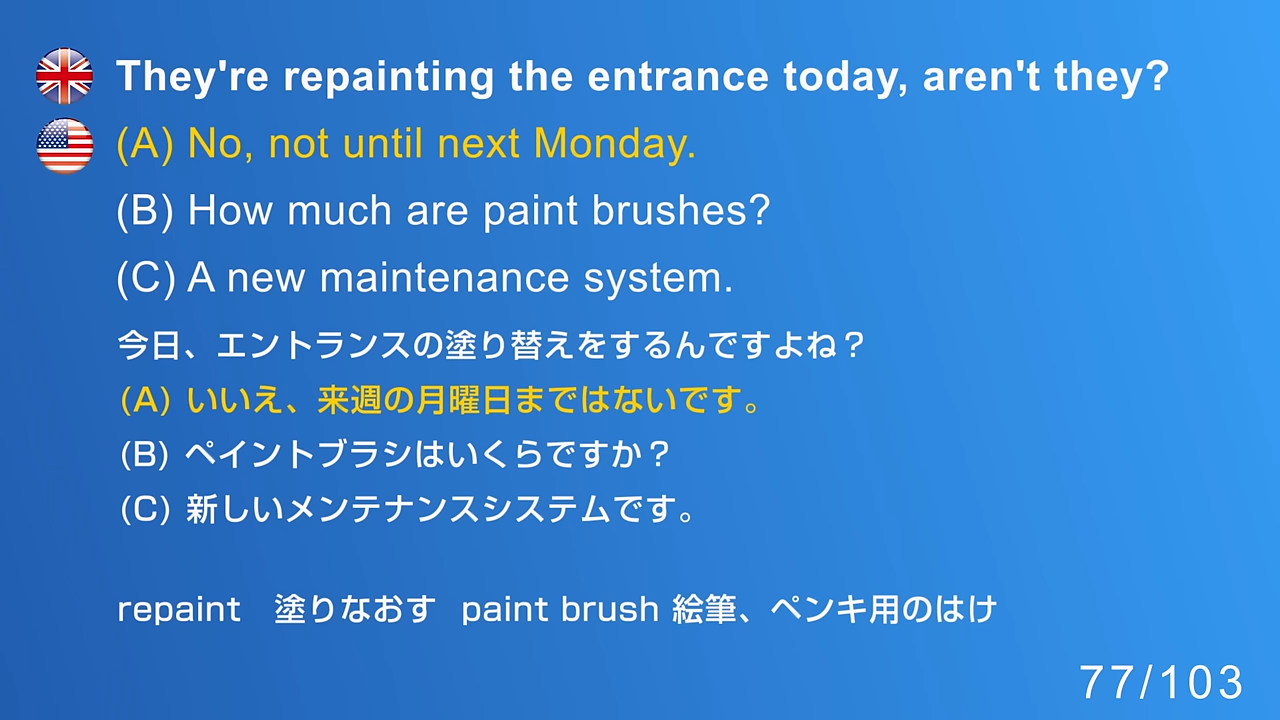 They're repainting the entrance today, aren't they?
(A) No, not until next Monday.
(B) How much are paint brushes?
(C) A new maintenance system.
今日、エントランスの塗り替えをするんですよね？
(A) いいえ、来週の月曜日まではないです。
(B) ペイントブラシはいくらですか？
(C) 新しいメンテナンスシステムです。
repaint　塗りなおす  paint brush 絵筆、ペンキ用のはけ
77/103